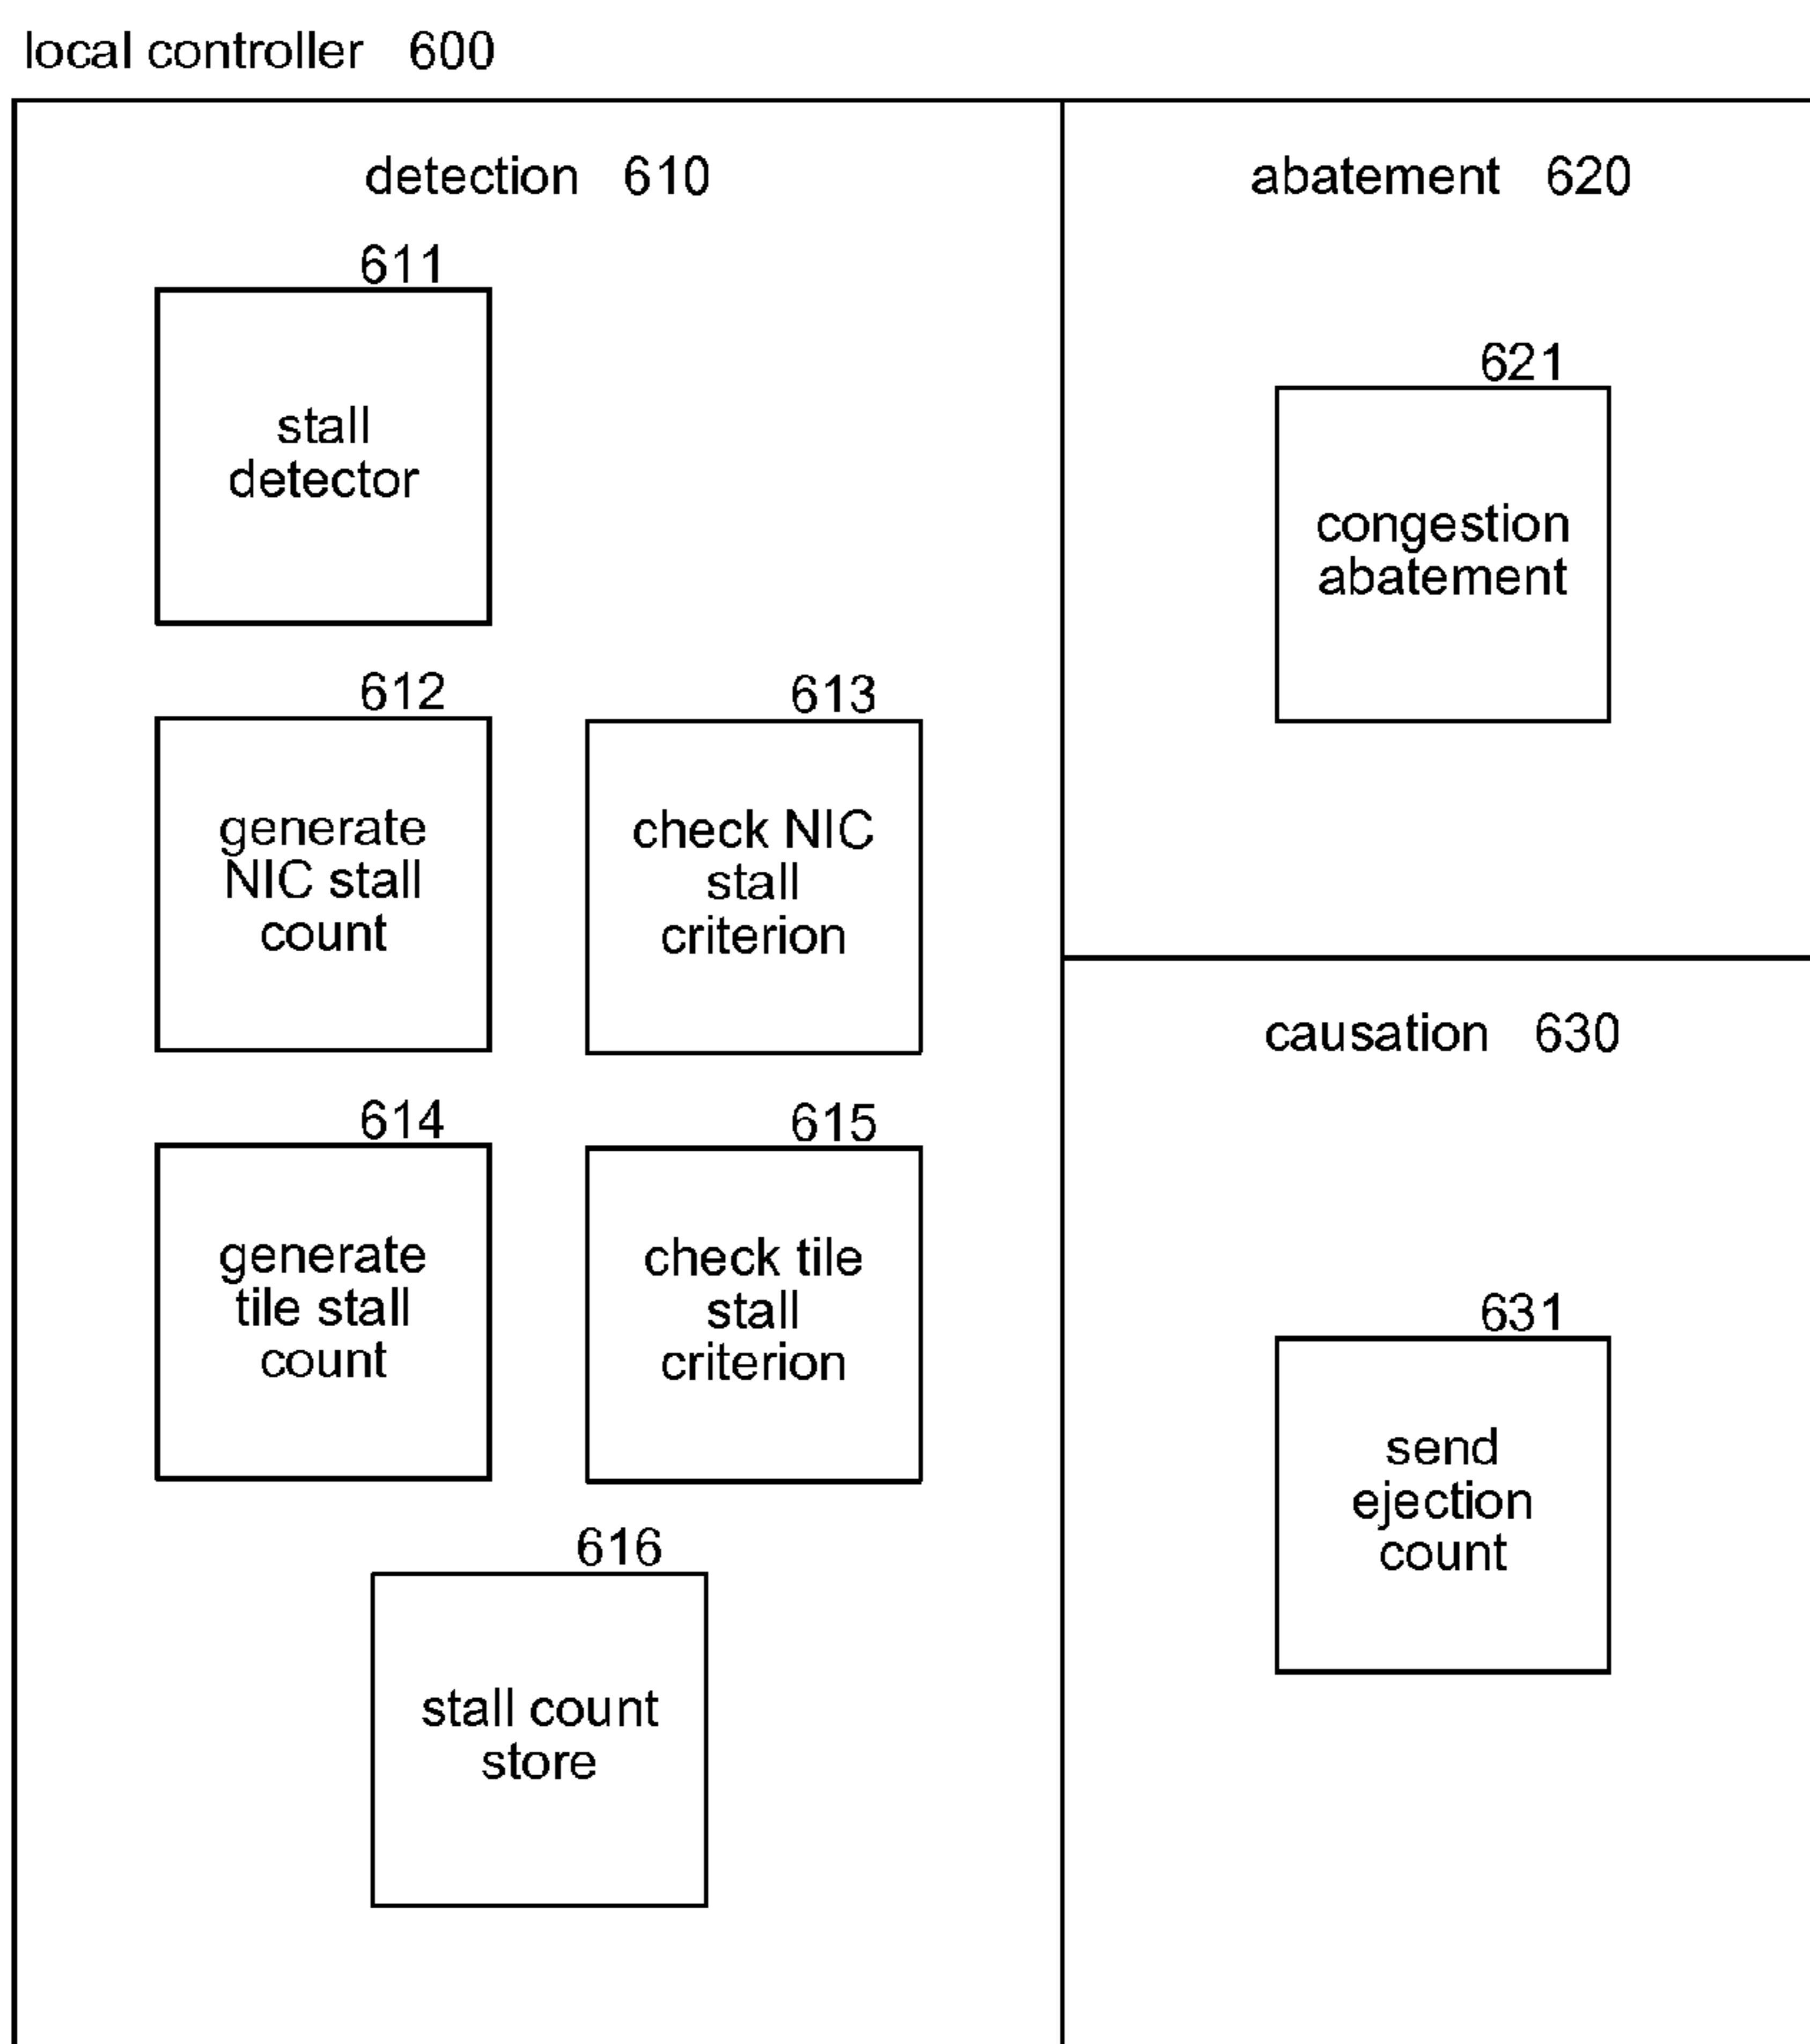 local controller 600
detection 610
611
stall
detector
612
generate
NIC stall
count
613
check NIC
stall
criterion
614
generate
tile stall
count
615
check tile
stall
criterion
616
stall count
store
abatement 620
621
congestion
abatement
causation 630
631
send
ejection
count